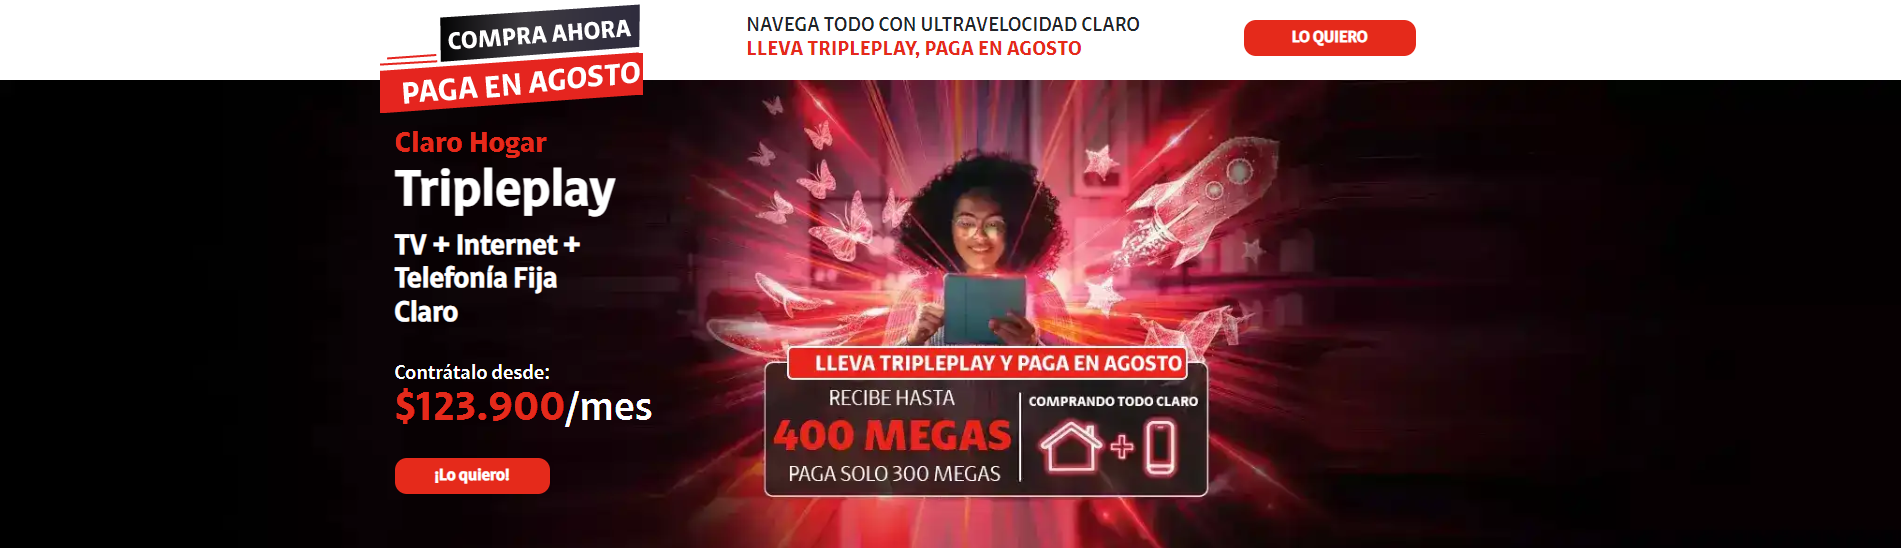 COMPRA AHORA
PAGA EN AGOSTO
NAVEGA TODO CON ULTRAVELOCIDAD CLARO
LLEVA TRIPLEPLAY, PAGA EN AGOSTO
LO QUIERO
Claro Hogar
Tripleplay
TV + Internet +
Telefonía Fija
Claro
Contrátalo desde:
$123.900/mes
¡Lo quiero!
LLEVA TRIPLEPLAY Y PAGA EN AGOSTO
RECIBE HASTA
400 MEGAS
PAGA SOLO 300 MEGAS
COMPRANDO TODO CLARO
+